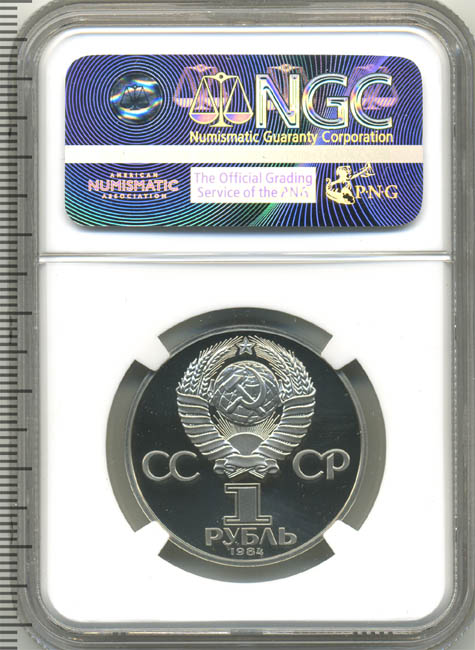 NGC
Numismatic Guaranty Corporation
AMERICAN
NUMISMATIC
ASSOCIATION
The Official Grading
Service of the PNG
P·N·G
СС СР
1
РУБЛЬ
1984